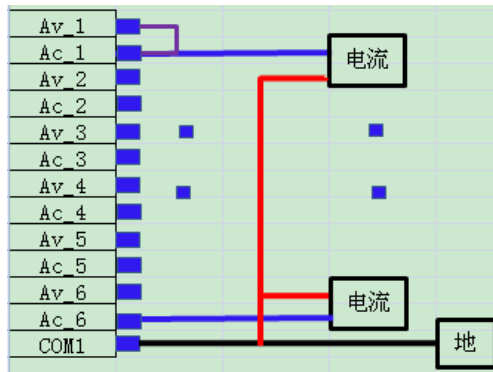 Av_1
Ac_1
电流
Av_2
Ac_2
Av_3
Ac_3
Av_4
Ac_4
Av_5
Ac_5
Av_6
电流
Ac_6
COM1
地